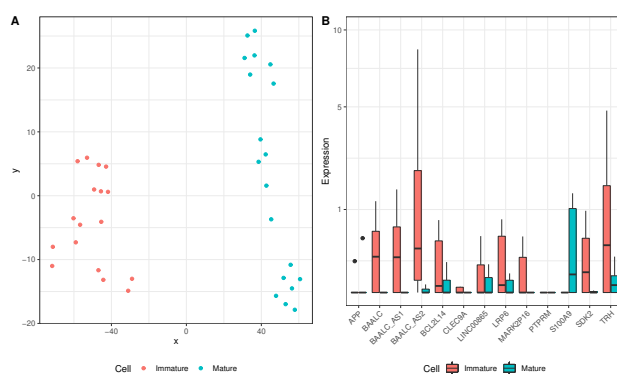 A
20
10
y
0
−10
−20
−40
0
40
x
Cell
Immature
Mature
B
10
5
Expression
1
APP
BAALC
BAALC_AS1
BAALC_AS2
BCL2L14
CLEC9A
LINC00865
LRP6
MARK2P16
PTPRM
S100A9
SDK2
TRH
Cell
Immature
Mature